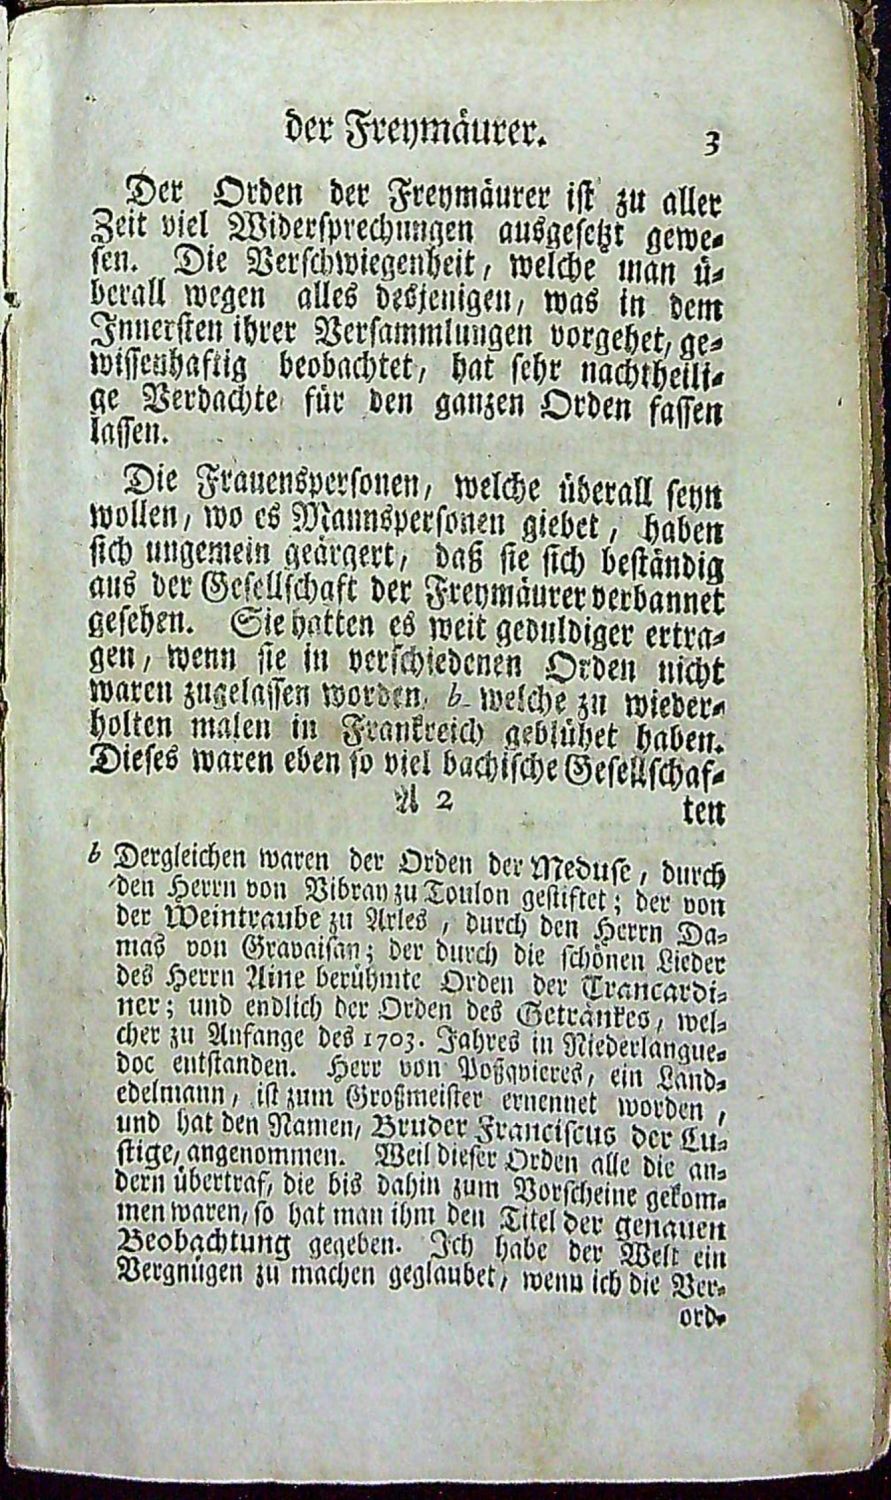 der Freymäurer. 3
Der Orden der Freymäurer ist zu aller
Zeit viel Widersprechungen ausgesetzt gewe-
sen. Die Verschwiegenheit, welche man ü-
berall wegen alles desjenigen, was in dem
Innersten ihrer Versammlungen vorgehet, ge-
wissenhaftig beobachtet, hat sehr nachtheili-
ge Verdachte für den ganzen Orden fassen
lassen.
Die Frauenspersonen, welche überall seyn
wollen, wo es Mannspersonen giebet, haben
sich ungemein geärgert, daß sie sich beständig
aus der Gesellschaft der Freymäurer verbannet
gesehen. Sie hatten es weit geduldiger ertra-
gen, wenn sie in verschiedenen Orden nicht
waren zugelassen worden, b welche zu wieder-
holten malen in Frankreich geblühet haben.
Dieses waren eben so viel bachische Gesellschaf-
A 2 ten
b Dergleichen waren der Orden der Meduse, durch
den Herrn von Vibray zu Toulon gestiftet; der von
der Weintraube zu Arles, durch den Herrn Da-
mas von Gravaisan; der durch die schönen Lieder
des Herrn Aine berühmte Orden der Trancardi-
ner; und endlich der Orden des Getränkes, wel-
cher zu Anfange des 1703. Jahres in Niederlangue-
doc entstanden. Herr von Poßqvieres, ein Land-
edelmann, ist zum Großmeister ernennet worden,
und hat den Namen, Bruder Franciscus der Lu-
stige, angenommen. Weil dieser Orden alle die an-
dern übertraf, die bis dahin zum Vorscheine gekom-
men waren, so hat man ihm den Titel der genauen
Beobachtung gegeben. Ich habe der Welt ein
Vergnügen zu machen geglaubet, wenn ich die Ver-
ord-